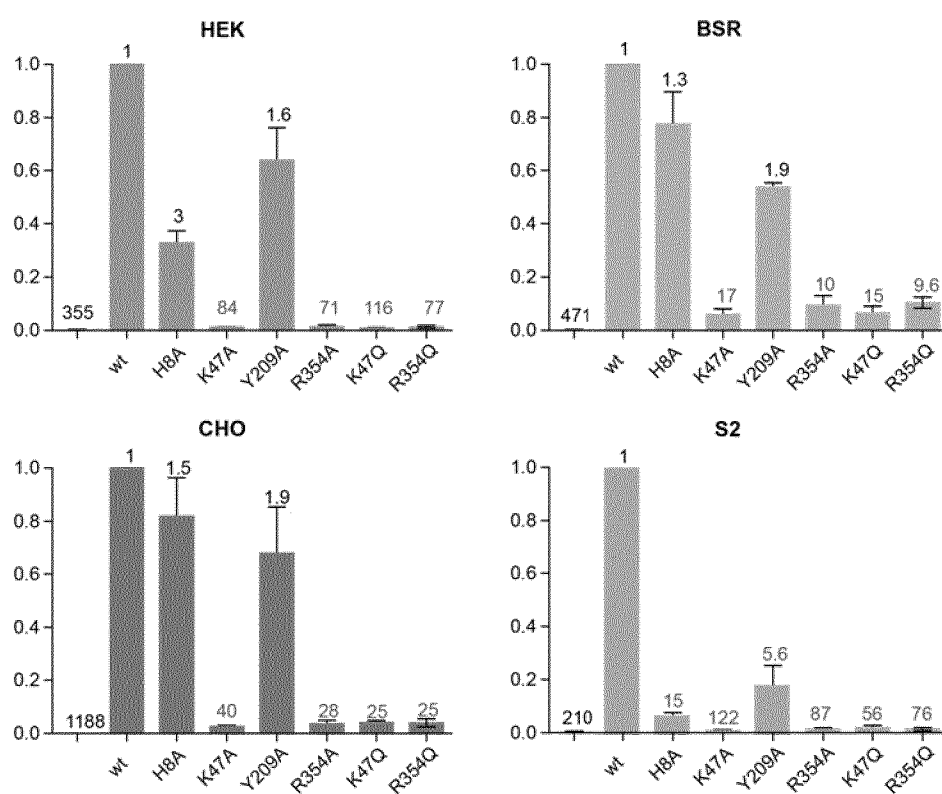 HEK
1
1.0
0.8
0.6
0.4
0.2
0.0
355
3
84
1.6
71
116
77
wt
H8A
K47A
Y209A
R354A
K47Q
R354Q
BSR
1
1.0
0.8
0.6
0.4
0.2
0.0
471
1.3
17
1.9
10
15
9.6
wt
H8A
K47A
Y209A
R354A
K47Q
R354Q
CHO
1
1.0
0.8
0.6
0.4
0.2
0.0
1188
1.5
40
1.9
28
25
25
wt
H8A
K47A
Y209A
R354A
K47Q
R354Q
S2
1
1.0
0.8
0.6
0.4
0.2
0.0
210
15
122
5.6
87
56
76
wt
H8A
K47A
Y209A
R354A
K47Q
R354Q